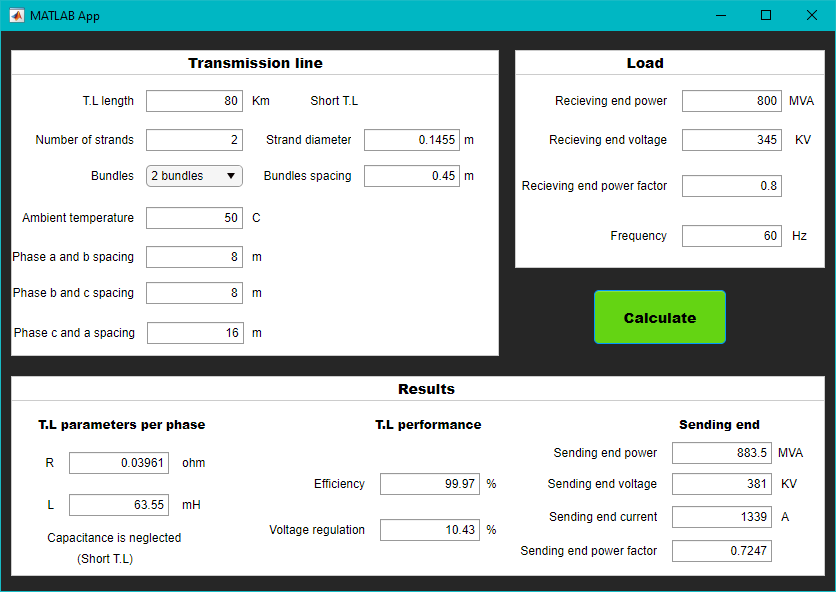 MATLAB App
Transmission line
T.L length 80 Km Short T.L
Number of strands 2 Strand diameter 0.1455 m
Bundles 2 bundles Bundles spacing 0.45 m
Ambient temperature 50 C
Phase a and b spacing 8 m
Phase b and c spacing 8 m
Phase c and a spacing 16 m
Load
Recieving end power 800 MVA
Recieving end voltage 345 KV
Recieving end power factor 0.8
Frequency 60 Hz
Calculate
Results
T.L parameters per phase
R 0.03961 ohm
L 63.55 mH
Capacitance is neglected
(Short T.L)
T.L performance
Efficiency 99.97 %
Voltage regulation 10.43 %
Sending end
Sending end power 883.5 MVA
Sending end voltage 381 KV
Sending end current 1339 A
Sending end power factor 0.7247